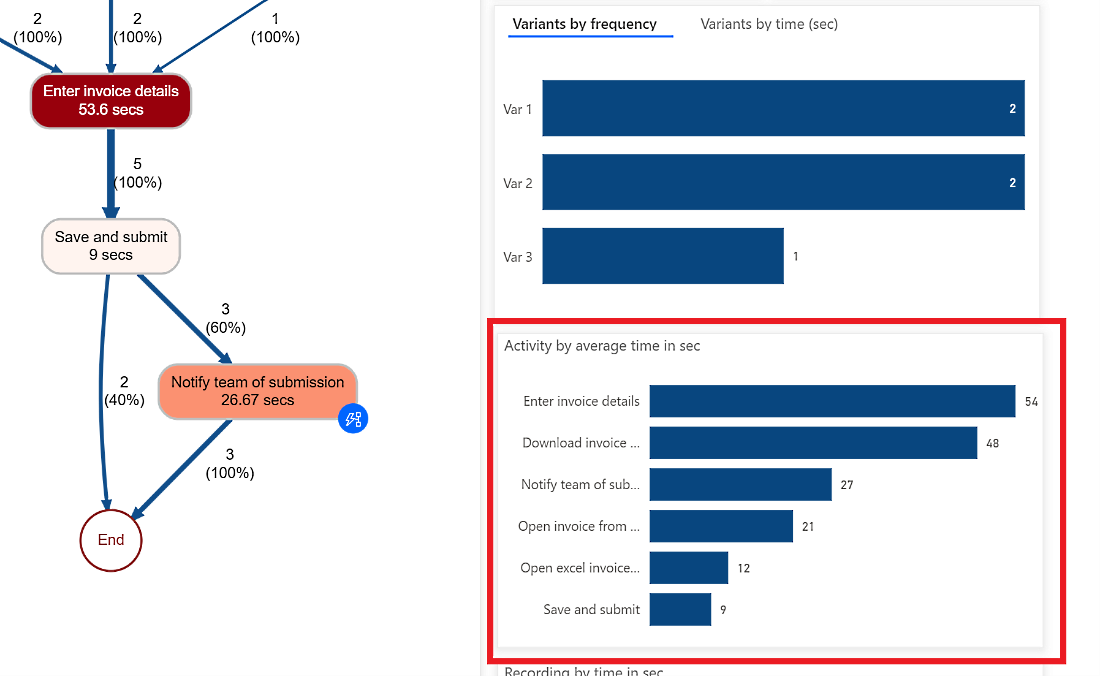 2
(100%)
2
(100%)
1
(100%)
Enter invoice details
53.6 secs
5
(100%)
Save and submit
9 secs
3
(60%)
2
(40%)
Notify team of submission
26.67 secs
3
(100%)
End
Variants by frequency
Variants by time (sec)
Var 1
2
Var 2
2
Var 3
1
Activity by average time in sec
Enter invoice details
54
Download invoice ...
48
Notify team of sub...
27
Open invoice from ...
21
Open excel invoice...
12
Save and submit
9
Recording by time in sec